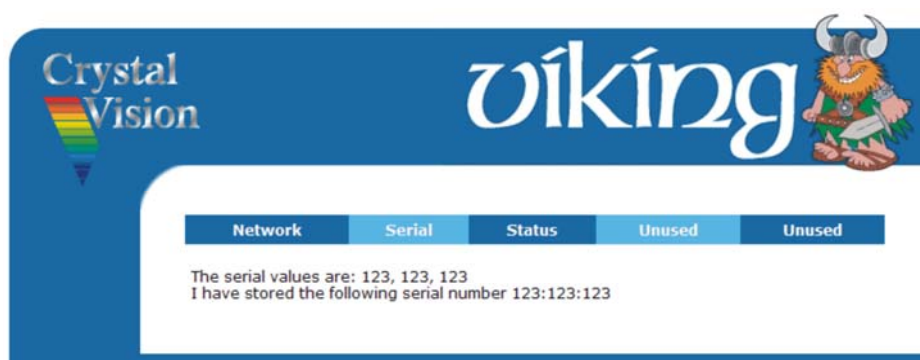 Crystal
Vision
viking
Network Serial Status Unused Unused
The serial values are: 123, 123, 123
I have stored the following serial number 123:123:123